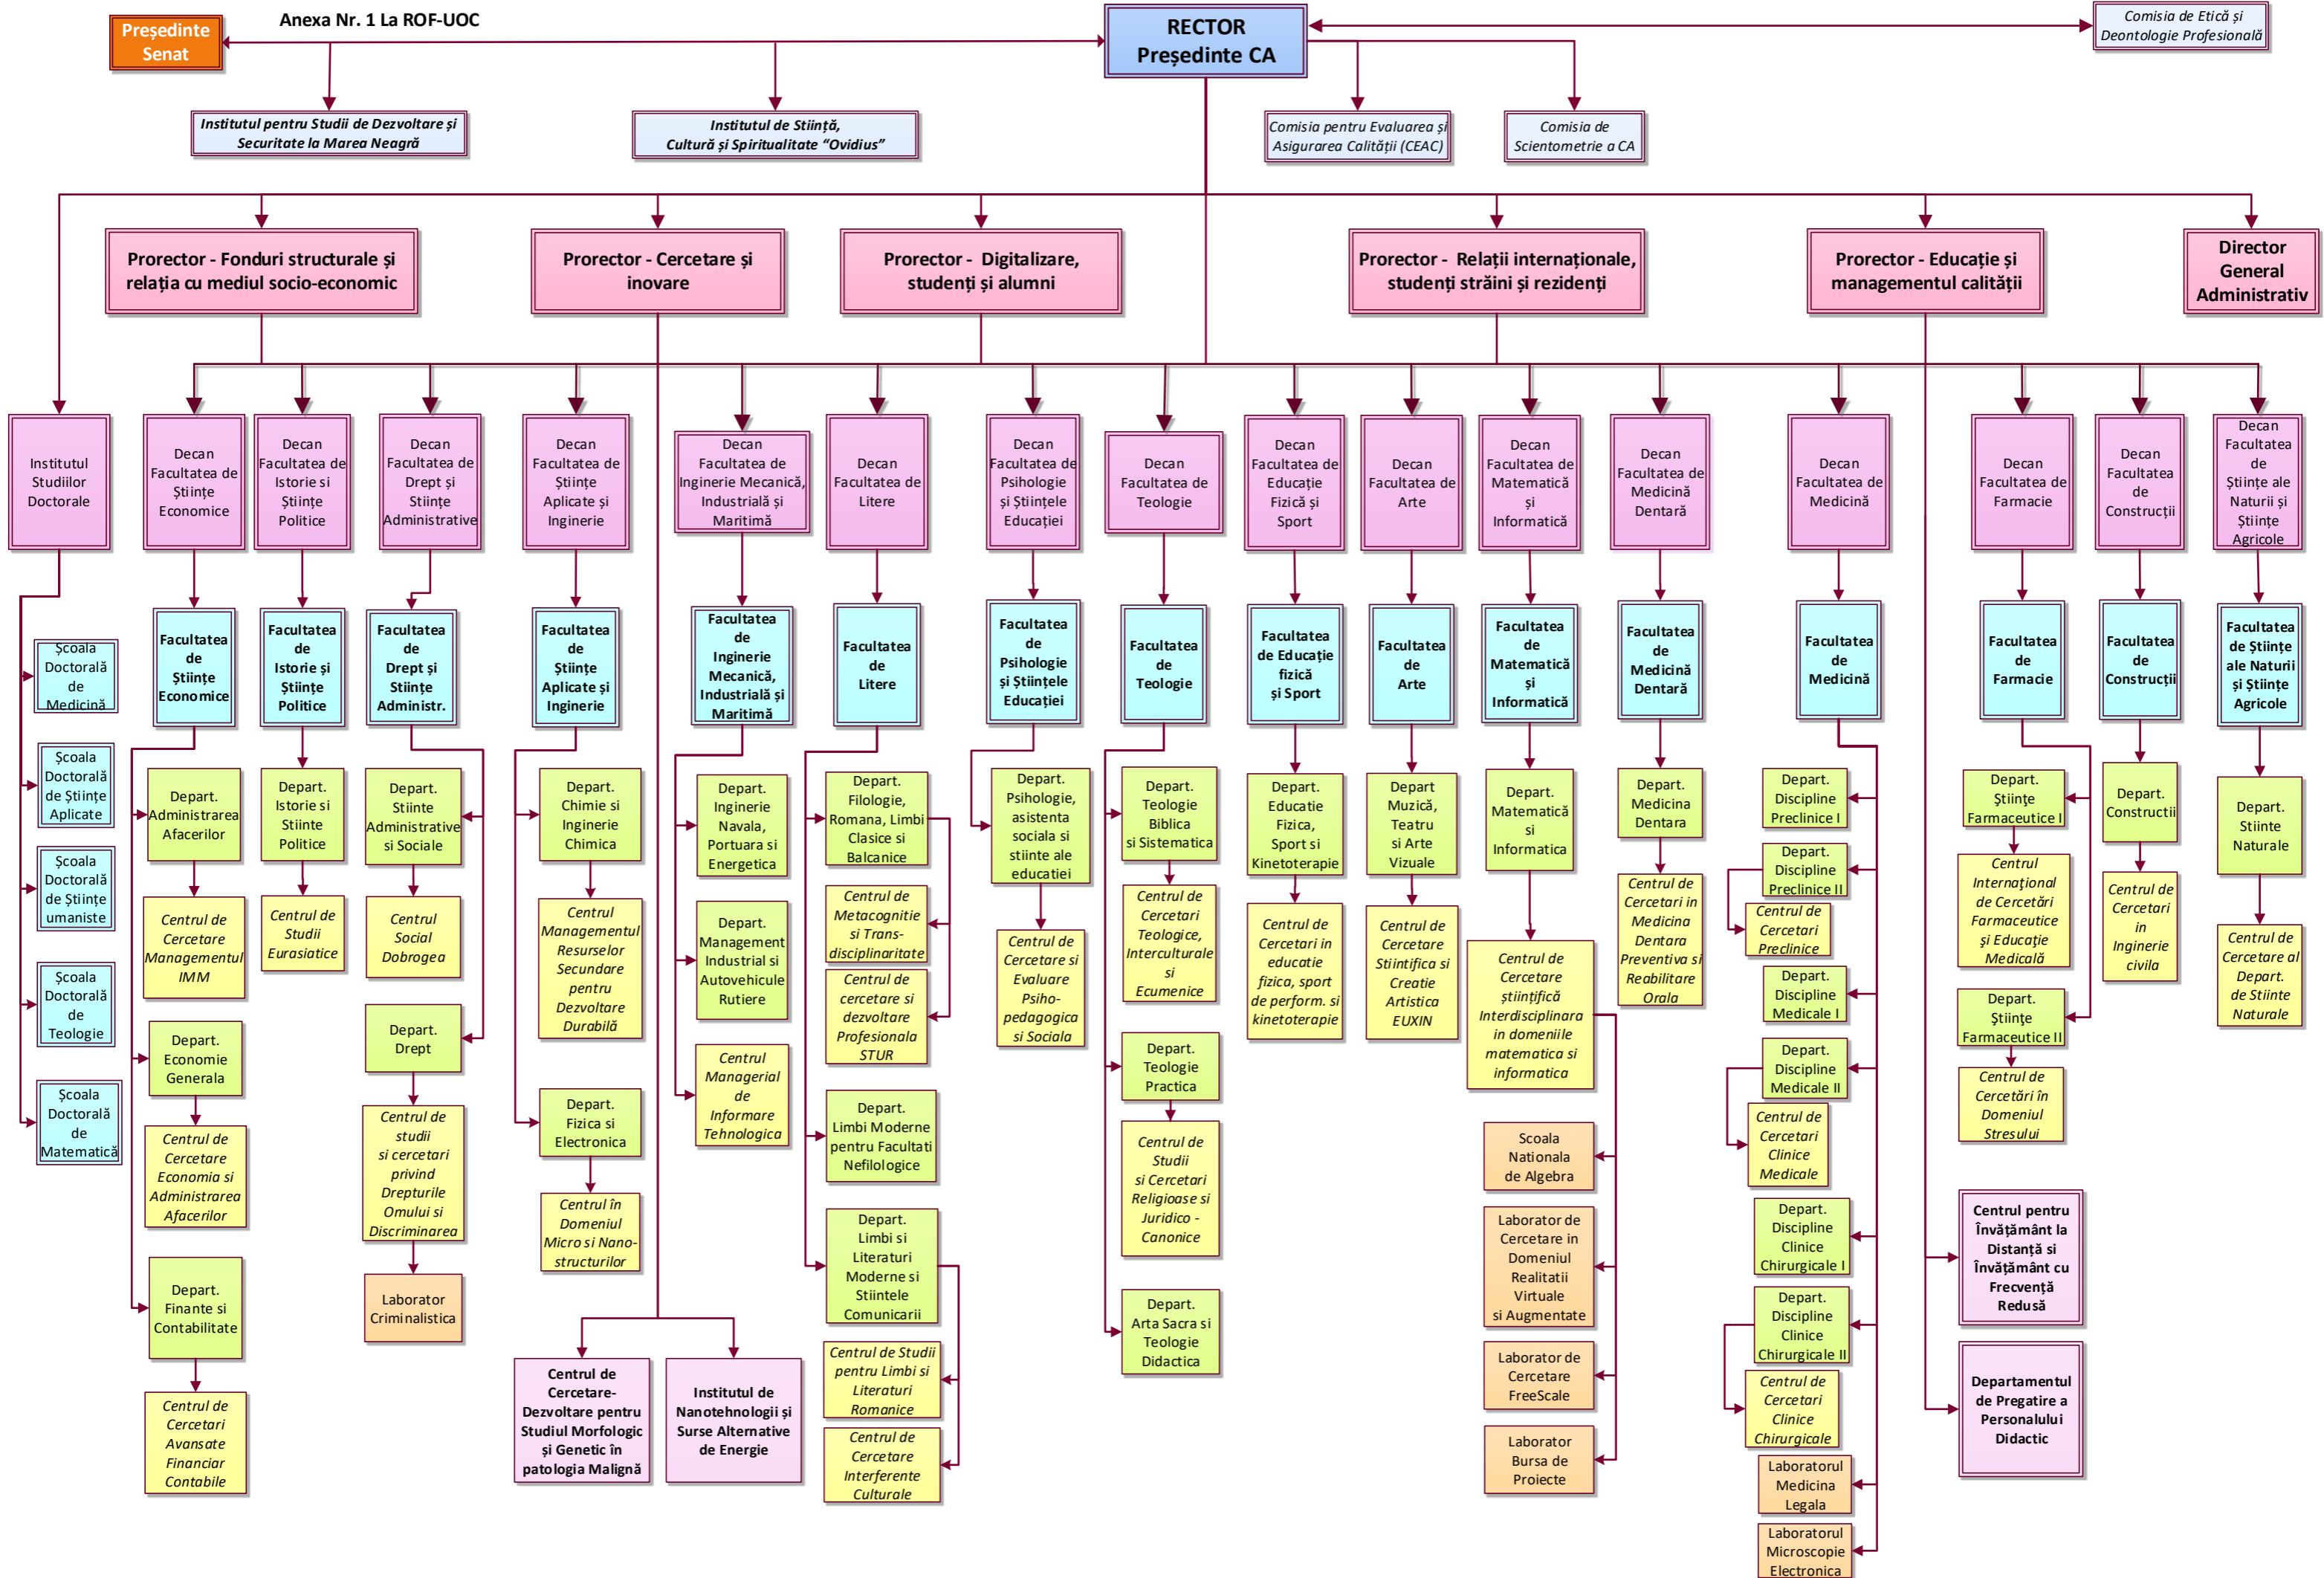 Anexa Nr. 1 La ROF-UOC
Președinte
Senat
RECTOR
Președinte CA
Comisia de Etică și
Deontologie Profesională
Institutul pentru Studii de Dezvoltare și
Securitate la Marea Neagră
Institutul de Stiință,
Cultură și Spiritualitate “Ovidius”
Comisia pentru Evaluarea și
Asigurarea Calității (CEAC)
Comisia de
Scientometrie a CA
Prorector - Fonduri structurale și
relația cu mediul socio-economic
Prorector - Cercetare și
inovare
Prorector -  Digitalizare,
studenți și alumni
Prorector -  Relații internaționale,
studenți străini și rezidenți
Prorector - Educație și
managementul calității
Director
General
Administrativ
Institutul
Studiilor
Doctorale
Decan
Facultatea de
Științe
Economice
Decan
Facultatea de
Istorie si
Științe
Politice
Decan
Facultatea de
Drept și
Stiințe
Administrative
Decan
Facultatea de
Științe
Aplicate și
Inginerie
Decan
Facultatea de
Inginerie Mecanică,
Industrială și
Maritimă
Decan
Facultatea de
Litere
Decan
Facultatea de
Psihologie
și Științele
Educației
Decan
Facultatea de
Teologie
Decan
Facultatea de
Educație
Fizică și
Sport
Decan
Facultatea de
Arte
Decan
Facultatea de
Matematică
și
Informatică
Decan
Facultatea de
Medicină
Dentară
Decan
Facultatea de
Medicină
Decan
Facultatea de
Farmacie
Decan
Facultatea
de
Construcții
Decan
Facultatea
de
Științe ale
Naturii și
Științe
Agricole
Facultatea
de
Științe
Economice
Facultatea
de
Istorie și
Științe
Politice
Facultatea
de
Drept și
Stiințe
Administr.
Facultatea
de
Științe
Aplicate și
Inginerie
Facultatea
de
Inginerie
Mecanică,
Industrială și
Maritimă
Facultatea
de
Litere
Facultatea
de
Psihologie
și Științele
Educației
Facultatea
de
Teologie
Facultatea
de Educație
fizică
și Sport
Facultatea
de
Arte
Facultatea
de
Matematică
și
Informatică
Facultatea
de
Medicină
Dentară
Facultatea
de
Medicină
Facultatea
de
Farmacie
Facultatea
de
Construcții
Facultatea
de Științe
ale Naturii
și Științe
Agricole
Școala
Doctorală
de
Medicină
Școala
Doctorală
de Științe
Aplicate
Școala
Doctorală
de Științe
umaniste
Școala
Doctorală
de
Teologie
Școala
Doctorală
de
Matematică
Depart.
Administrarea
Afacerilor
Centrul de
Cercetare
Managementul
IMM
Depart.
Economie
Generala
Centrul de
Cercetare
Economia si
Administrarea
Afacerilor
Depart.
Finante si
Contabilitate
Centrul de
Cercetari
Avansate
Financiar
Contabile
Depart.
Istorie si
Stiinte
Politice
Centrul de
Studii
Eurasiatice
Depart.
Stiinte
Administrative
si Sociale
Centrul
Social
Dobrogea
Depart.
Drept
Centrul de
studii
si cercetari
privind
Drepturile
Omului si
Discriminarea
Laborator
Criminalistica
Depart.
Chimie si
Inginerie
Chimica
Centrul
Managementul
Resurselor
Secundare
pentru
Dezvoltare
Durabilă
Depart.
Fizica si
Electronica
Centrul în
Domeniul
Micro si Nano-
structurilor
Centrul de
Cercetare-
Dezvoltare pentru
Studiul Morfologic
și Genetic în
patologia Malignă
Institutul de
Nanotehnologii și
Surse Alternative
de Energie
Depart.
Inginerie
Navala,
Portuara si
Energetica
Depart.
Management
Industrial si
Autovehicule
Rutiere
Centrul
Managerial
de
Informare
Tehnologica
Depart.
Filologie,
Romana, Limbi
Clasice si
Balcanice
Centrul de
Metacognitie
si Trans-
disciplinaritate
Centrul de
cercetare si
dezvoltare
Profesionala
STUR
Depart.
Limbi Moderne
pentru Facultati
Nefilologice
Depart.
Limbi si
Literaturi
Moderne si
Stiintele
Comunicarii
Centrul de Studii
pentru Limbi si
Literaturi
Romanice
Centrul de
Cercetare
Interferente
Culturale
Depart.
Psihologie,
asistenta
sociala si
stiinte ale
educatiei
Centrul de
Cercetare si
Evaluare
Psiho-
pedagogica
si Sociala
Depart.
Teologie
Biblica
si Sistematica
Centrul de
Cercetari
Teologice,
Interculturale
si
Ecumenice
Depart.
Teologie
Practica
Centrul de
Studii
si Cercetari
Religioase si
Juridico -
Canonice
Depart.
Arta Sacra si
Teologie
Didactica
Depart.
Educatie
Fizica,
Sport si
Kinetoterapie
Centrul de
Cercetari in
educatie
fizica, sport
de perform. si
kinetoterapie
Depart
Muzică,
Teatru
si Arte
Vizuale
Centrul de
Cercetare
Stiintifica si
Creatie
Artistica
EUXIN
Depart.
Matematică
si
Informatica
Centrul de
Cercetare
științifică
Interdisciplinara
in domeniile
matematica si
informatica
Scoala
Nationala
de Algebra
Laborator de
Cercetare in
Domeniul
Realitatii
Virtuale
si Augmentate
Laborator de
Cercetare
FreeScale
Laborator
Bursa de
Proiecte
Depart.
Medicina
Dentara
Centrul de
Cercetari in
Medicina
Dentara
Preventiva si
Reabilitare
Orala
Depart.
Discipline
Preclinice I
Depart.
Discipline
Preclinice II
Centrul de
Cercetari
Preclinice
Depart.
Discipline
Medicale I
Depart.
Discipline
Medicale II
Centrul de
Cercetari
Clinice
Medicale
Depart.
Discipline
Clinice
Chirurgicale I
Depart.
Discipline
Clinice
Chirurgicale II
Centrul de
Cercetari
Clinice
Chirurgicale
Laboratorul
Medicina
Legala
Laboratorul
Microscopie
Electronica
Depart.
Științe
Farmaceutice I
Centrul
Internațional
de Cercetări
Farmaceutice
și Educație
Medicală
Depart.
Științe
Farmaceutice II
Centrul de
Cercetări în
Domeniul
Stresului
Centrul pentru
Învățământ la
Distanță si
Învățământ cu
Frecvență
Redusă
Departamentul
de Pregatire a
Personalului
Didactic
Depart.
Constructii
Centrul de
Cercetari
in
Inginerie
civila
Depart.
Stiinte
Naturale
Centrul de
Cercetare al
Depart.
de Stiinte
Naturale